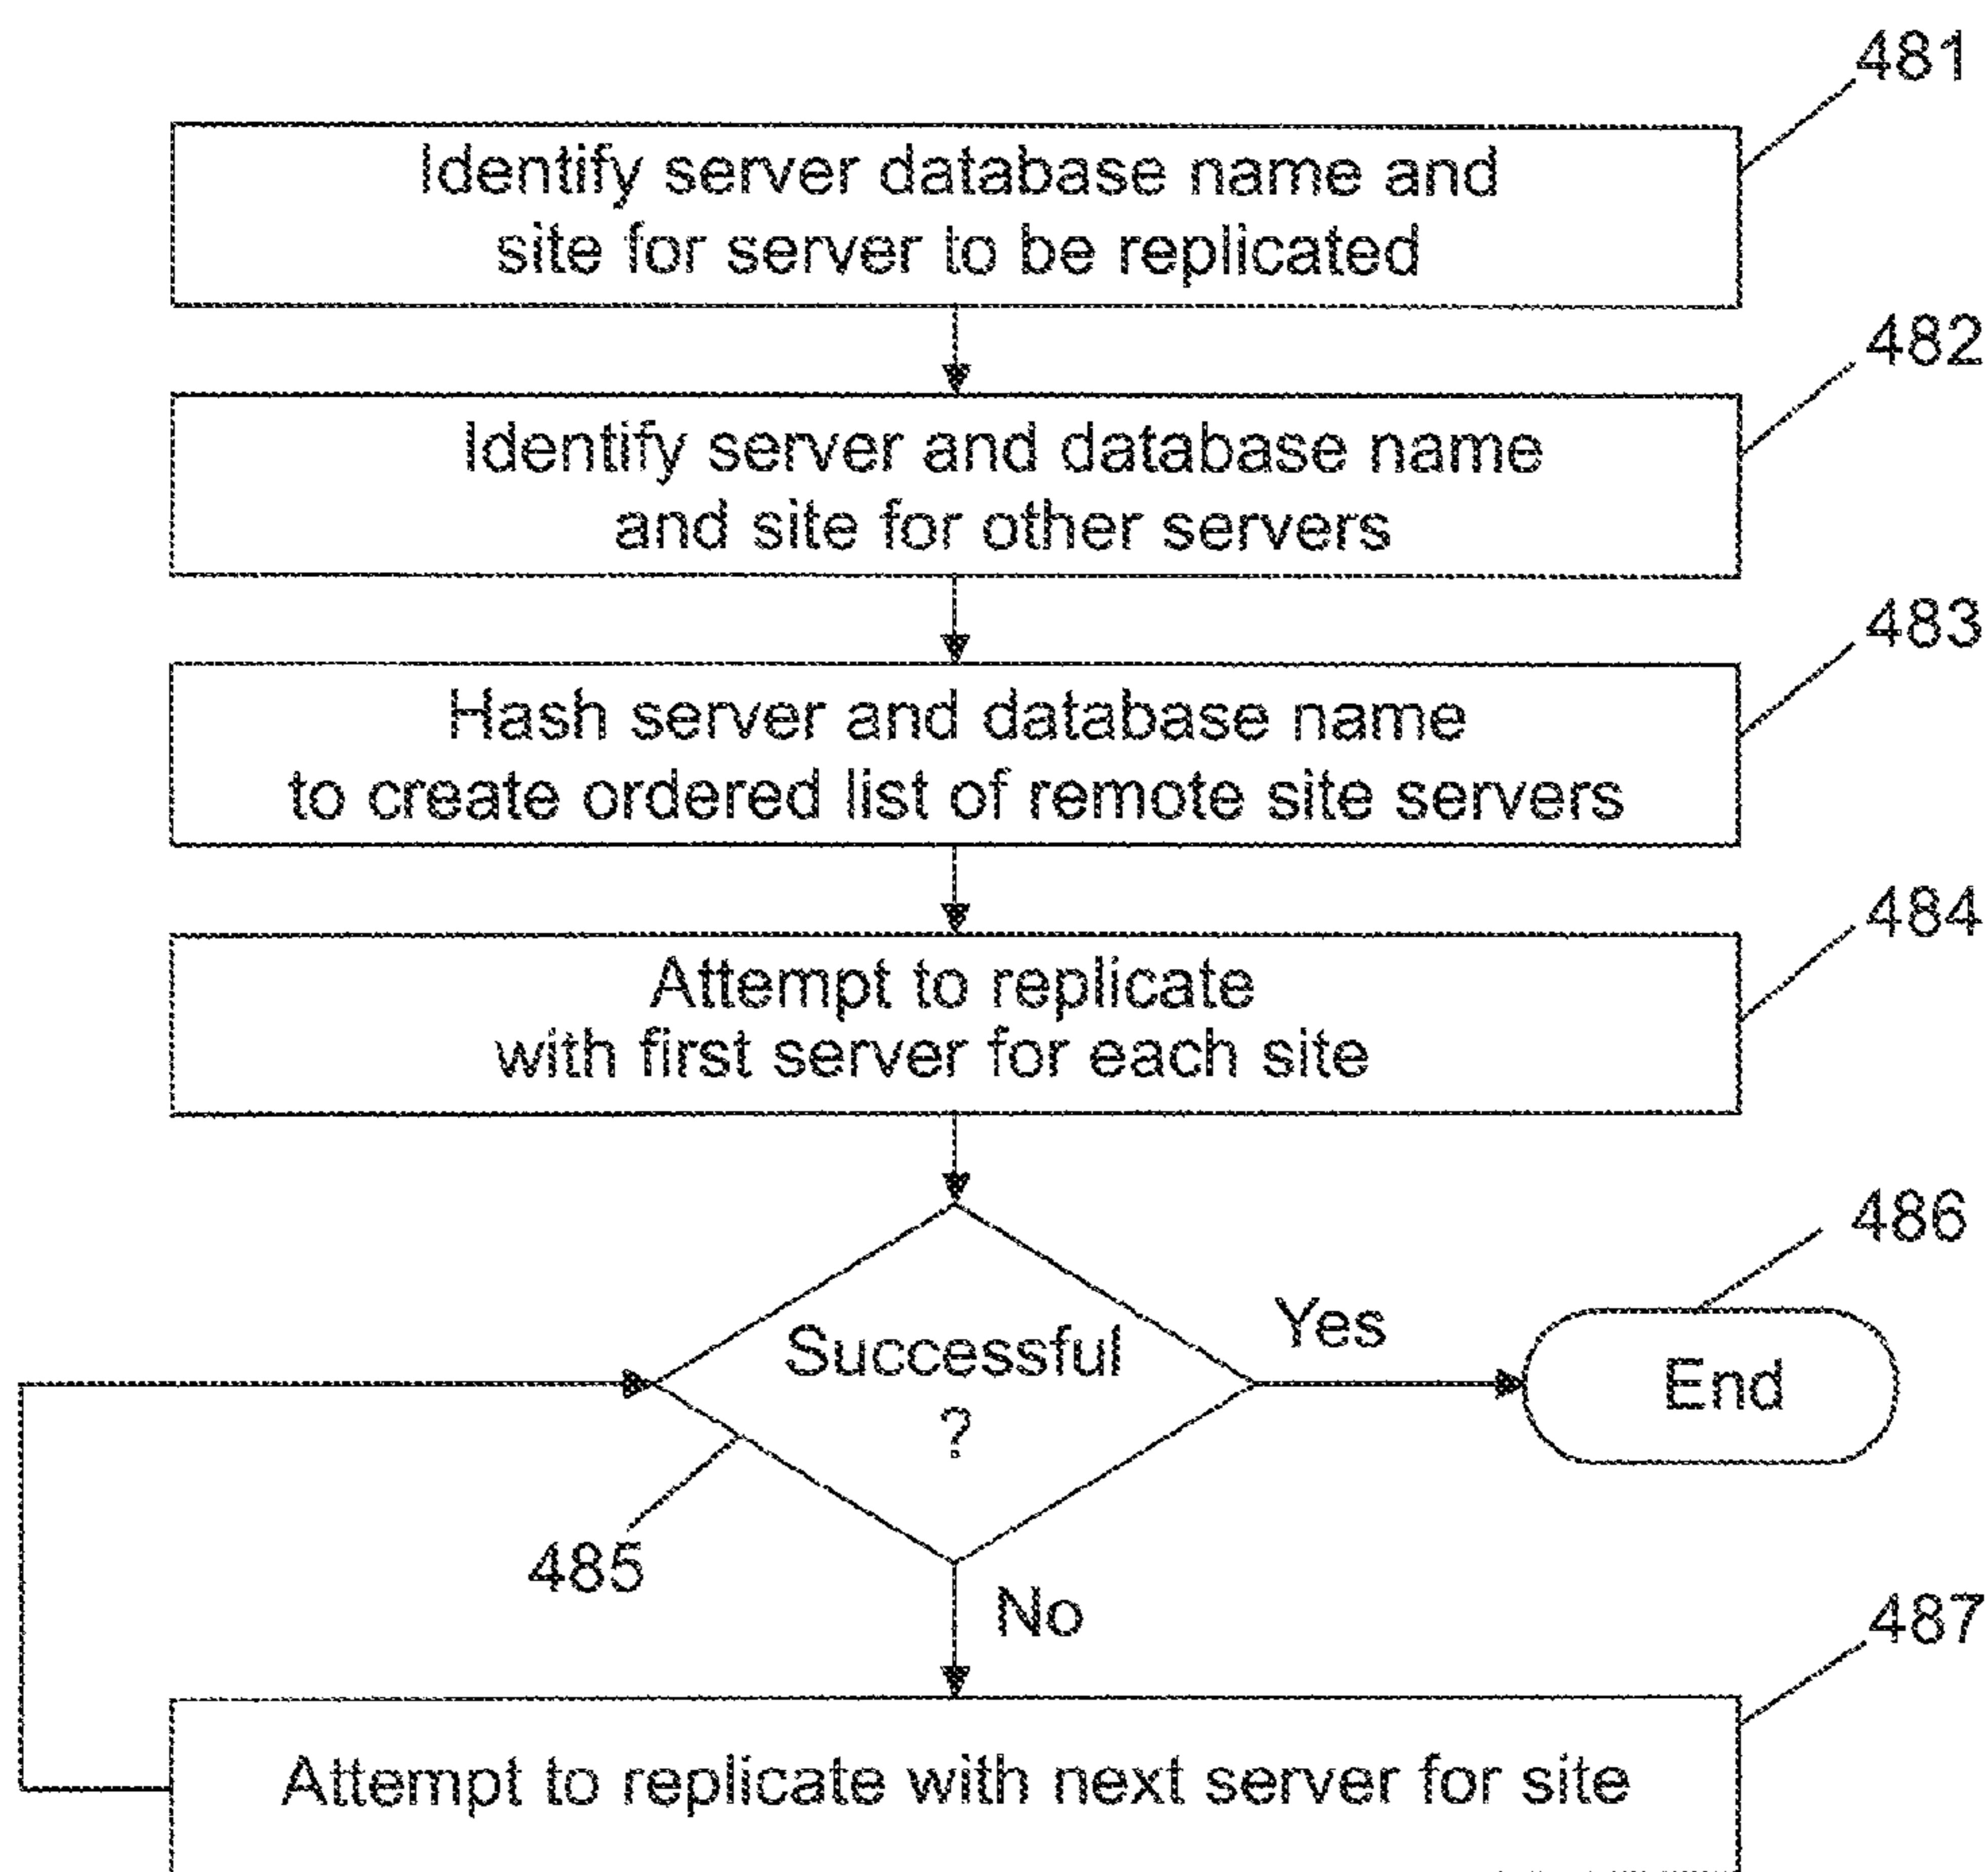 481
Identify server database name and
site for server to be replicated
482
Identify server and database name
and site for other servers
483
Hash server and database name
to create ordered list of remote site servers
484
Attempt to replicate
with first server for each site
486
Yes
Successful
?
End
485
No
487
Attempt to replicate with next server for site